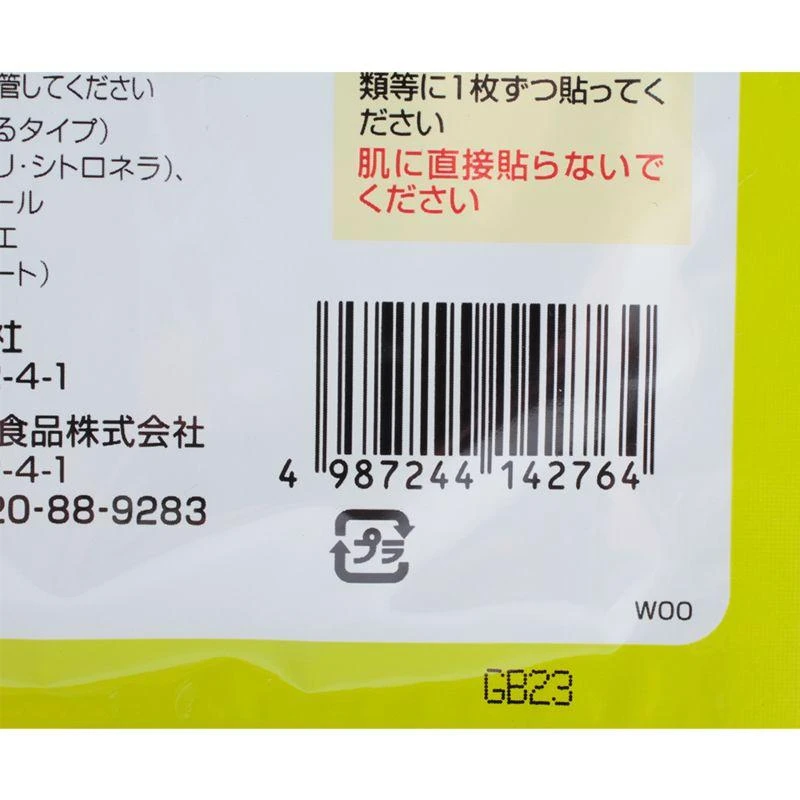 管してください
るタイプ)
リ・シトロネラ)、
ール
エ
ート)
社
-4-1
食品株式会社
-4-1
20-88-9283
類等に1枚ずつ貼ってく
ださい
肌に直接貼らないで
ください
4 987244 142764
プラ
W00
GB23